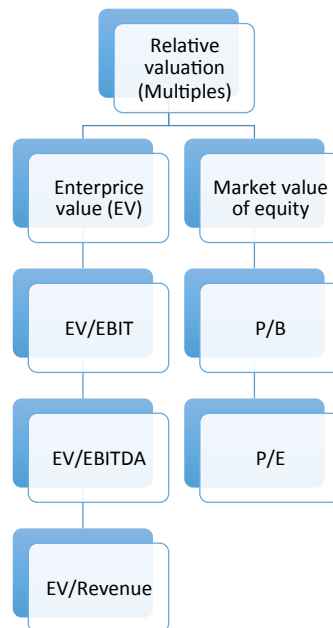 Relative
valuation
(Multiples)
Enterprice
value (EV)
Market value
of equity
EV/EBIT
P/B
EV/EBITDA
P/E
EV/Revenue